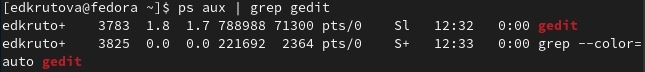 [edkrutova@fedora ~]$ ps aux | grep gedit
edkruto+    3783  1.8  1.7 788988 71300 pts/0    Sl   12:32   0:00 gedit
edkruto+    3825  0.0  0.0 221692  2364 pts/0    S+   12:33   0:00 grep --color=
auto gedit